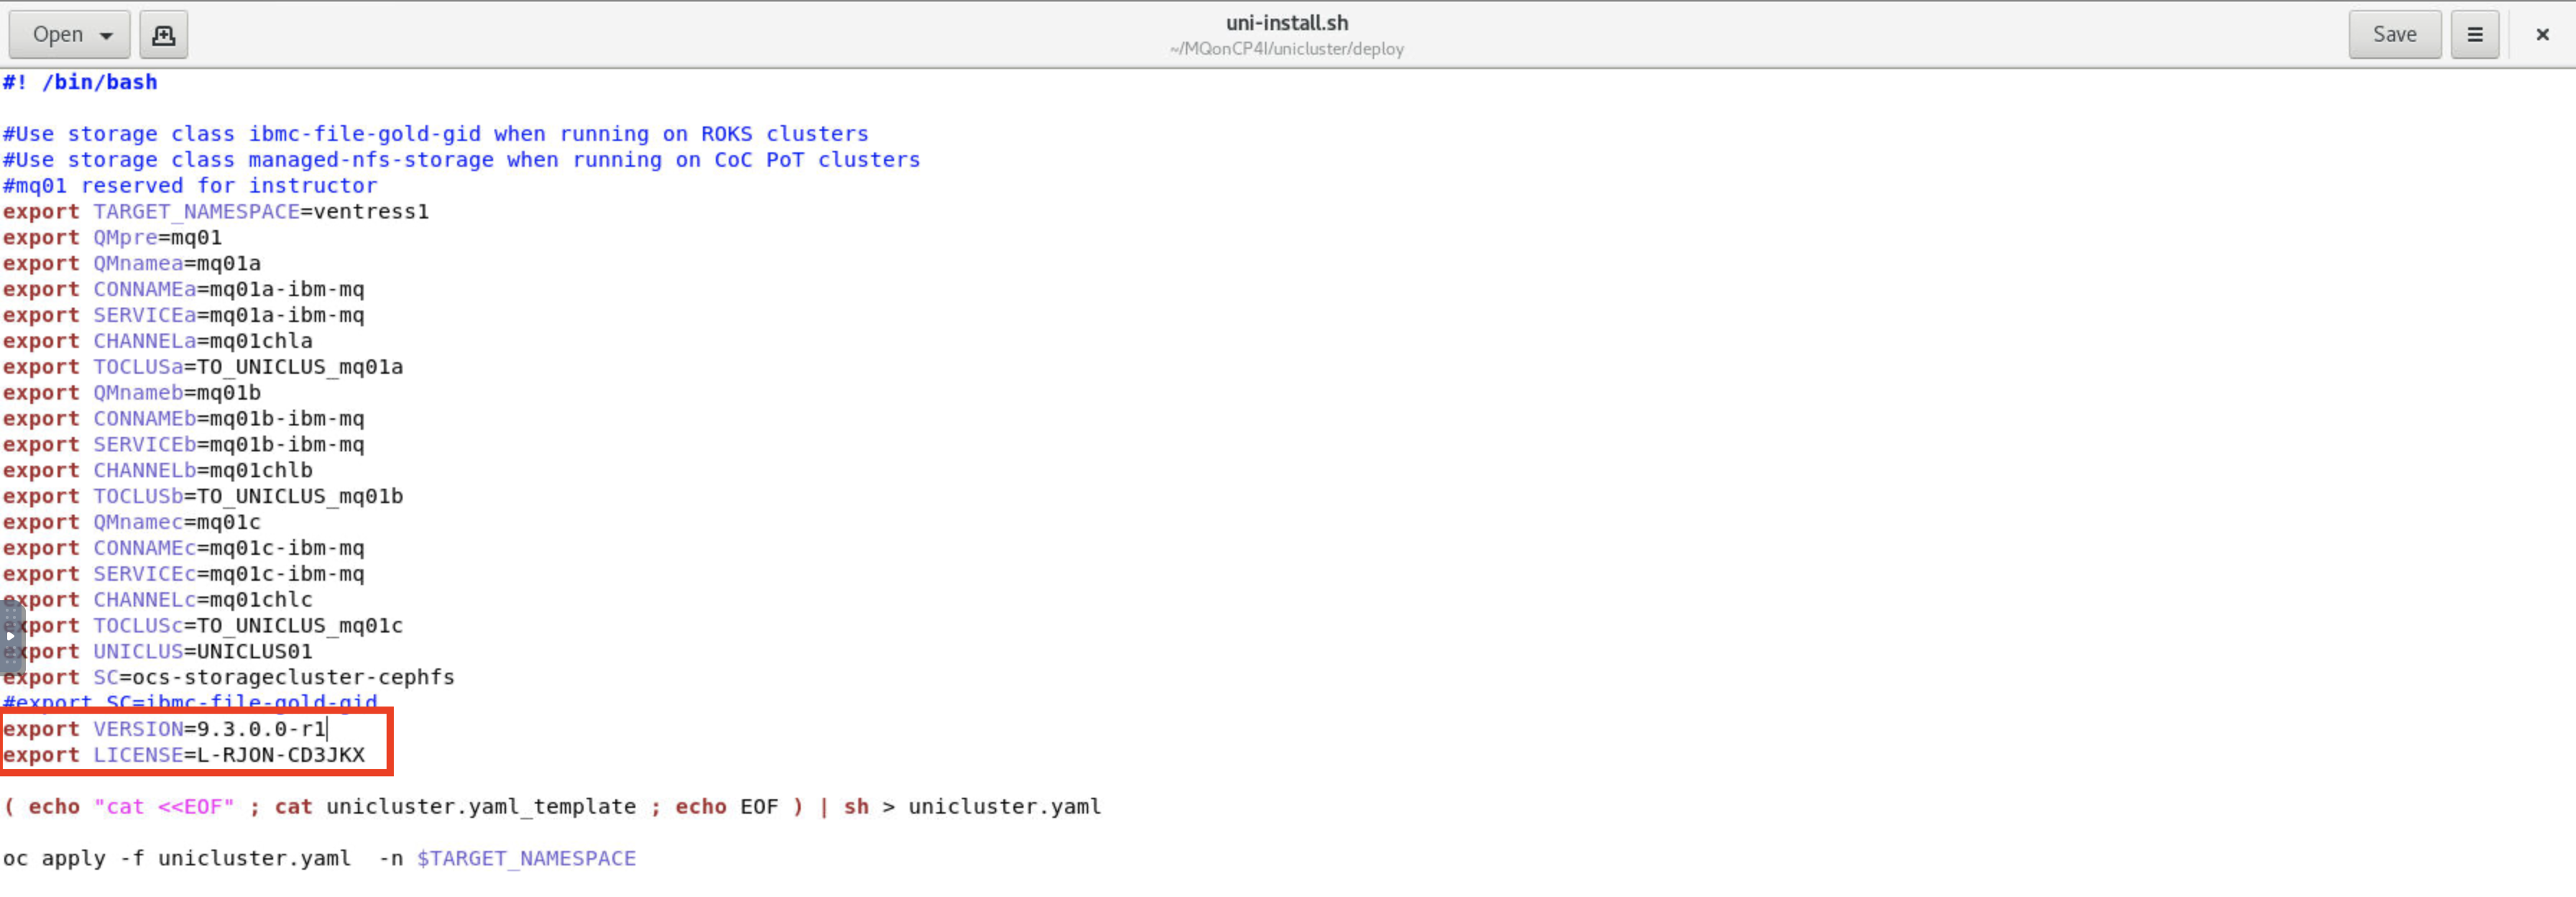 Open
uni-install.sh
~/MQonCP4I/unicluster/deploy
Save
#! /bin/bash
#Use storage class ibmc-file-gold-gid when running on ROKS clusters
#Use storage class managed-nfs-storage when running on CoC PoT clusters
#mq01 reserved for instructor
export TARGET_NAMESPACE=ventress1
export QMpre=mq01
export QMnamea=mq01a
export CONNAMEa=mq01a-ibm-mq
export SERVICEa=mq01a-ibm-mq
export CHANNELa=mq01chla
export TOCLUSa=TO_UNICLUS_mq01a
export QMnameb=mq01b
export CONNAMEb=mq01b-ibm-mq
export SERVICEb=mq01b-ibm-mq
export CHANNELb=mq01chlb
export TOCLUSb=TO_UNICLUS_mq01b
export QMnamec=mq01c
export CONNAMEc=mq01c-ibm-mq
export SERVICEc=mq01c-ibm-mq
export CHANNELc=mq01chlc
export TOCLUSc=TO_UNICLUS_mq01c
export UNICLUS=UNICLUS01
export SC=ocs-storagecluster-cephfs
#export SC=ibmc-file-gold-gid
export VERSION=9.3.0.0-r1
export LICENSE=L-RJON-CD3JKX
( echo "cat <<EOF" ; cat unicluster.yaml_template ; echo EOF ) | sh > unicluster.yaml
oc apply -f unicluster.yaml  -n $TARGET_NAMESPACE